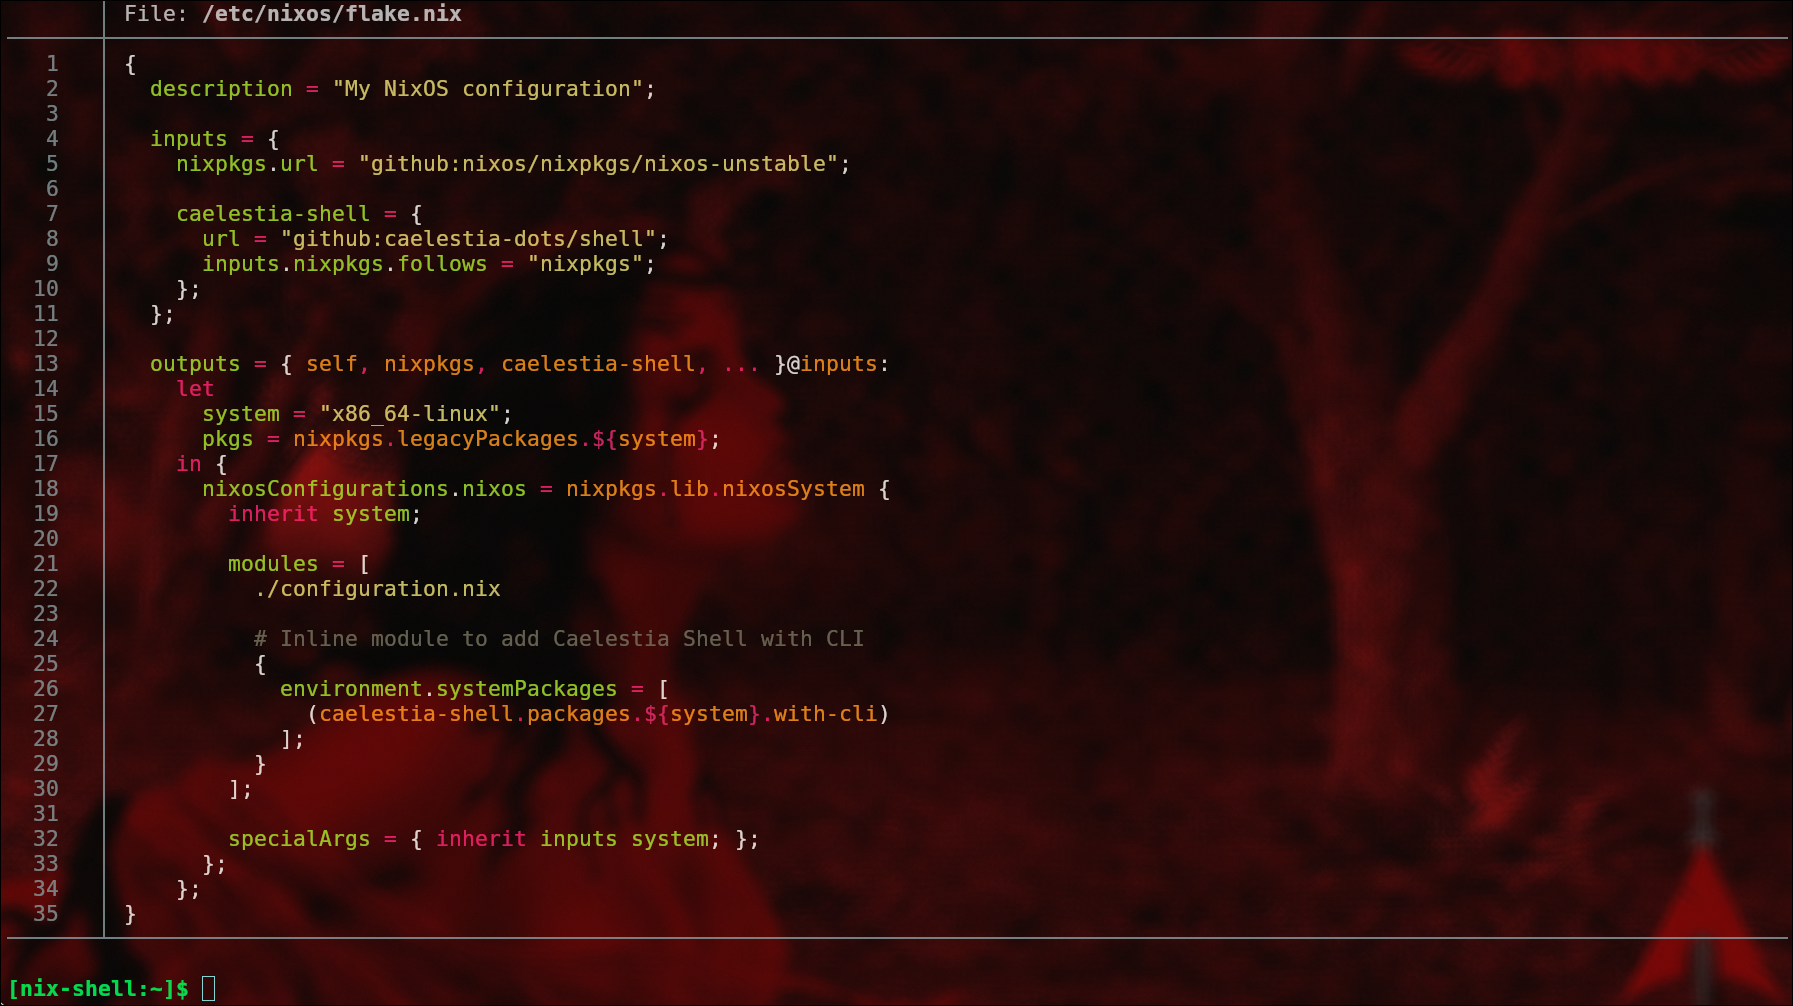 File: /etc/nixos/flake.nix
1 {
2   description = "My NixOS configuration";
3
4   inputs = {
5     nixpkgs.url = "github:nixos/nixpkgs/nixos-unstable";
6
7     caelestia-shell = {
8       url = "github:caelestia-dots/shell";
9       inputs.nixpkgs.follows = "nixpkgs";
10     };
11   };
12
13   outputs = { self, nixpkgs, caelestia-shell, ... }@inputs:
14     let
15       system = "x86_64-linux";
16       pkgs = nixpkgs.legacyPackages.${system};
17     in {
18       nixosConfigurations.nixos = nixpkgs.lib.nixosSystem {
19         inherit system;
20
21         modules = [
22           ./configuration.nix
23
24           # Inline module to add Caelestia Shell with CLI
25           {
26             environment.systemPackages = [
27               (caelestia-shell.packages.${system}.with-cli)
28             ];
29           }
30         ];
31
32         specialArgs = { inherit inputs system; };
33       };
34     };
35 }
[nix-shell:~]$